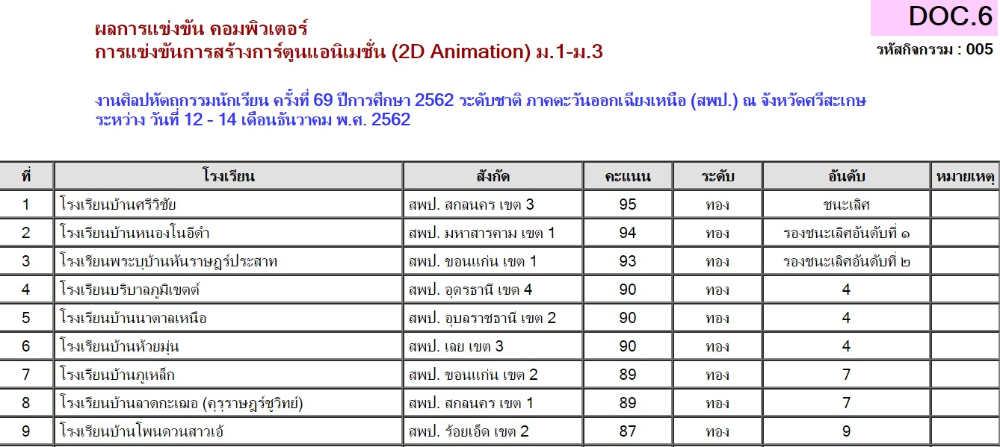 DOC.6
ผลการแข่งขัน คอมพิวเตอร์
การแข่งขันการสร้างการ์ตูนแอนิเมชั่น (2D Animation) ม.1-ม.3
รหัสกิจกรรม : 005
งานศิลปหัตถกรรมนักเรียน ครั้งที่ 69 ปีการศึกษา 2562 ระดับชาติ ภาคตะวันออกเฉียงเหนือ (สพป.) ณ จังหวัดศรีสะเกษ
ระหว่าง วันที่ 12 - 14 เดือนธันวาคม พ.ศ. 2562
ที่ โรงเรียน สังกัด คะแนน ระดับ อันดับ หมายเหตุ
1 โรงเรียนบ้านศรีวิชัย สพป. สกลนคร เขต 3 95 ทอง ชนะเลิศ
2 โรงเรียนบ้านหนองโนอีดำ สพป. มหาสารคาม เขต 1 94 ทอง รองชนะเลิศอันดับที่ ๑
3 โรงเรียนพระบุบ้านหันราษฎร์ประสาท สพป. ขอนแก่น เขต 1 93 ทอง รองชนะเลิศอันดับที่ ๒
4 โรงเรียนบริบาลภูมิเขตต์ สพป. อุดรธานี เขต 4 90 ทอง 4
5 โรงเรียนบ้านนาตาลเหนือ สพป. อุบลราชธานี เขต 2 90 ทอง 4
6 โรงเรียนบ้านห้วยมุ่น สพป. เลย เขต 3 90 ทอง 4
7 โรงเรียนบ้านภูเหล็ก สพป. ขอนแก่น เขต 2 89 ทอง 7
8 โรงเรียนบ้านลาดกะเฌอ (คุรุราษฎร์ชูวิทย์) สพป. สกลนคร เขต 1 89 ทอง 7
9 โรงเรียนบ้านโพนดวนสาวเอ้ สพป. ร้อยเอ็ด เขต 2 87 ทอง 9